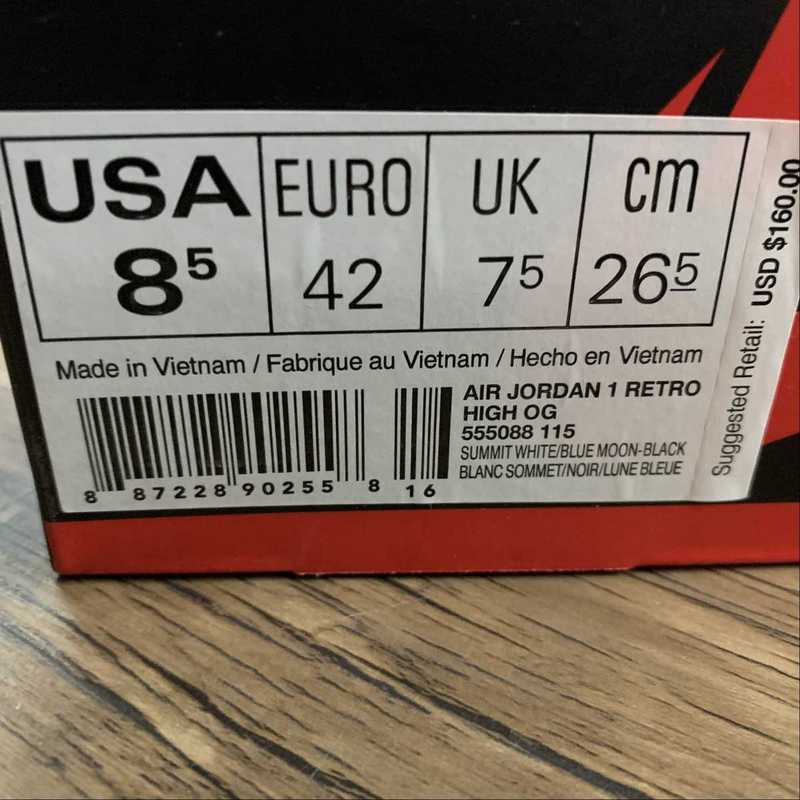 USA EURO UK cm
8⁵ 42 7⁵ 26⁵
Made in Vietnam / Fabrique au Vietnam / Hecho en Vietnam
AIR JORDAN 1 RETRO
HIGH OG
555088 115
SUMMIT WHITE/BLUE MOON-BLACK
BLANC SOMMET/NOIR/LUNE BLEUE
8 87228 90255 8 16
Suggested Retail: USD $160.00